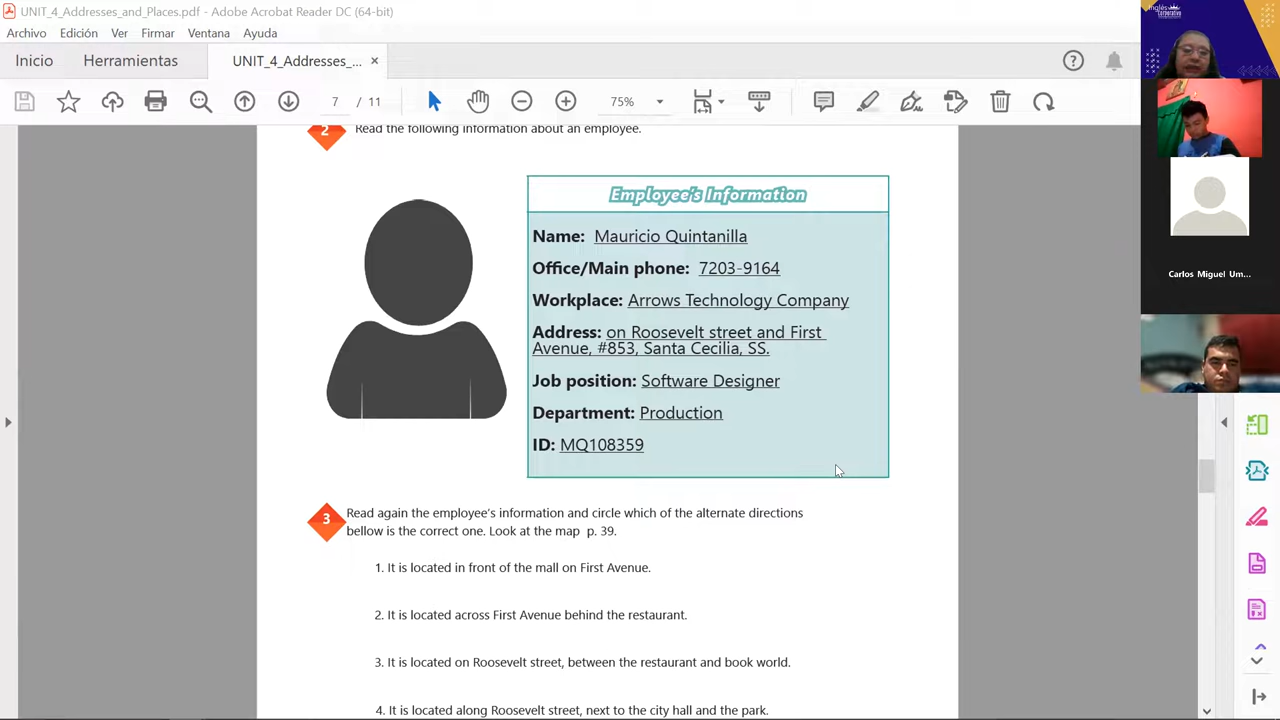 UNIT_4_Addresses_and_Places.pdf - Adobe Acrobat Reader DC (64-bit)
Archivo Edición Ver Firmar Ventana Ayuda
Inicio Herramientas UNIT_4_Addresses_...
7 / 11 75%
2 Read the following information about an employee.
Employee's Information
Name: Mauricio Quintanilla
Office/Main phone: 7203-9164
Workplace: Arrows Technology Company
Address: on Roosevelt street and First
Avenue, #853, Santa Cecilia, SS.
Job position: Software Designer
Department: Production
ID: MQ108359
3 Read again the employee's information and circle which of the alternate directions
bellow is the correct one. Look at the map p. 39.
1. It is located in front of the mall on First Avenue.
2. It is located across First Avenue behind the restaurant.
3. It is located on Roosevelt street, between the restaurant and book world.
4. It is located along Roosevelt street, next to the city hall and the park.
Inglés
Corporativo
Carlos Miguel Um...